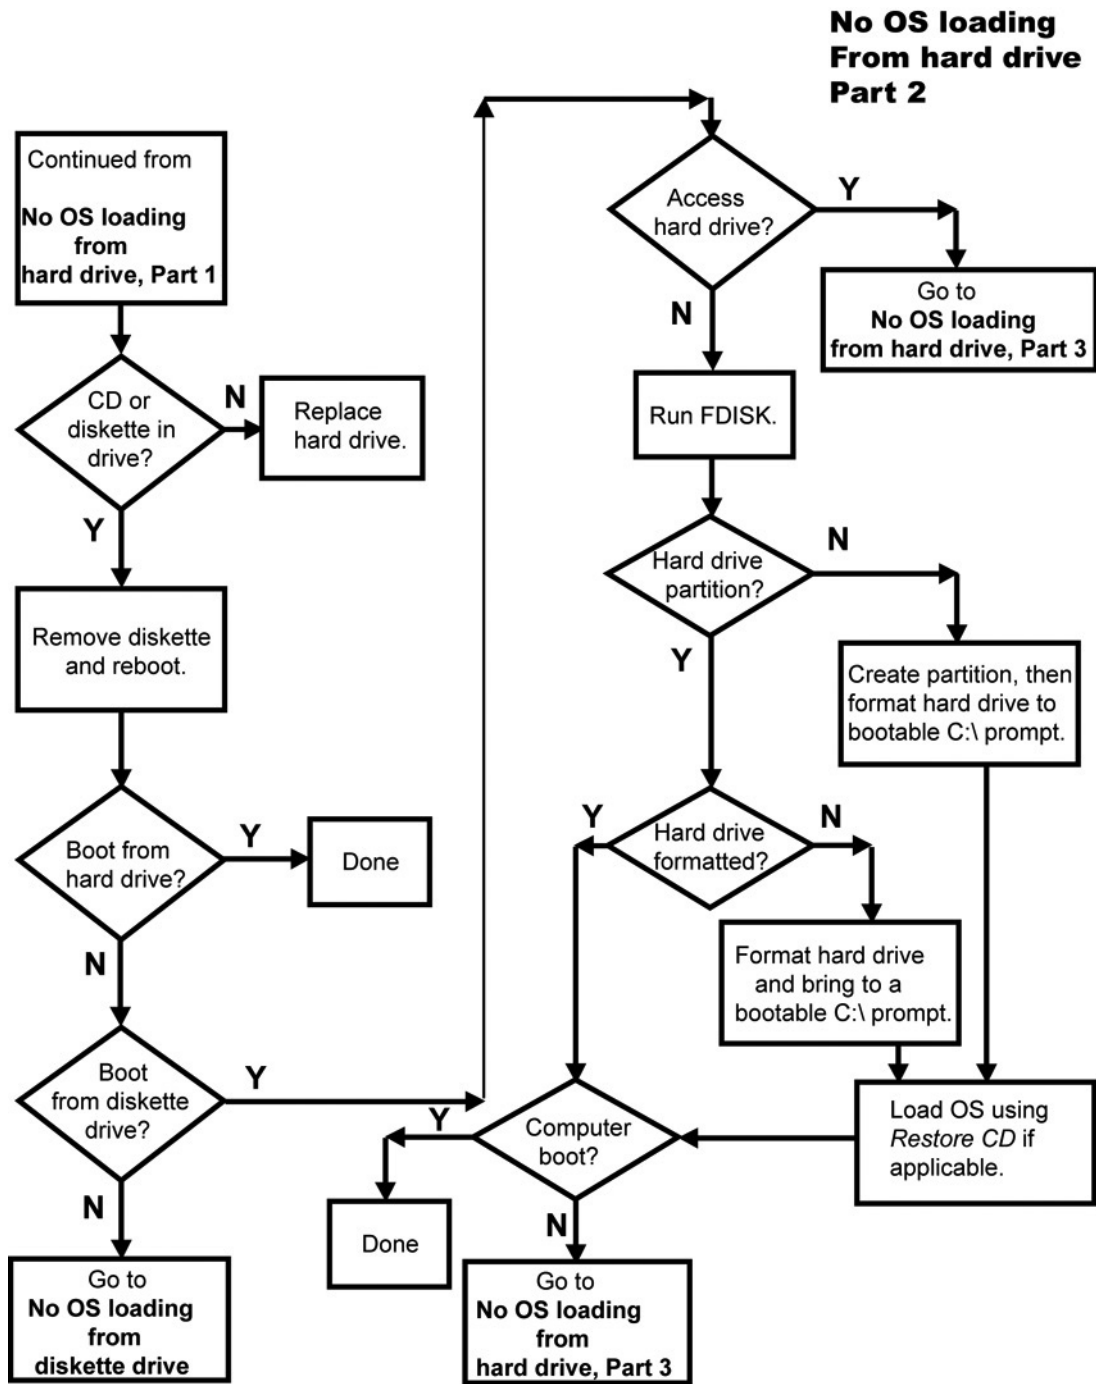 No OS loading
From hard drive
Part 2
Continued from
No OS loading
from
hard drive, Part 1
CD or
diskette in
drive?
N
Replace
hard drive.
Y
Remove diskette
and reboot.
Boot from
hard drive?
Y
Done
N
Boot
from diskette
drive?
Y
N
Go to
No OS loading
from
diskette drive
Access
hard drive?
Y
Go to
No OS loading
from hard drive, Part 3
N
Run FDISK.
Hard drive
partition?
N
Create partition, then
format hard drive to
bootable C:\ prompt.
Y
Hard drive
formatted?
Y
N
Format hard drive
and bring to a
bootable C:\ prompt.
Load OS using
Restore CD if
applicable.
Computer
boot?
Y
Done
N
Go to
No OS loading
from
hard drive, Part 3